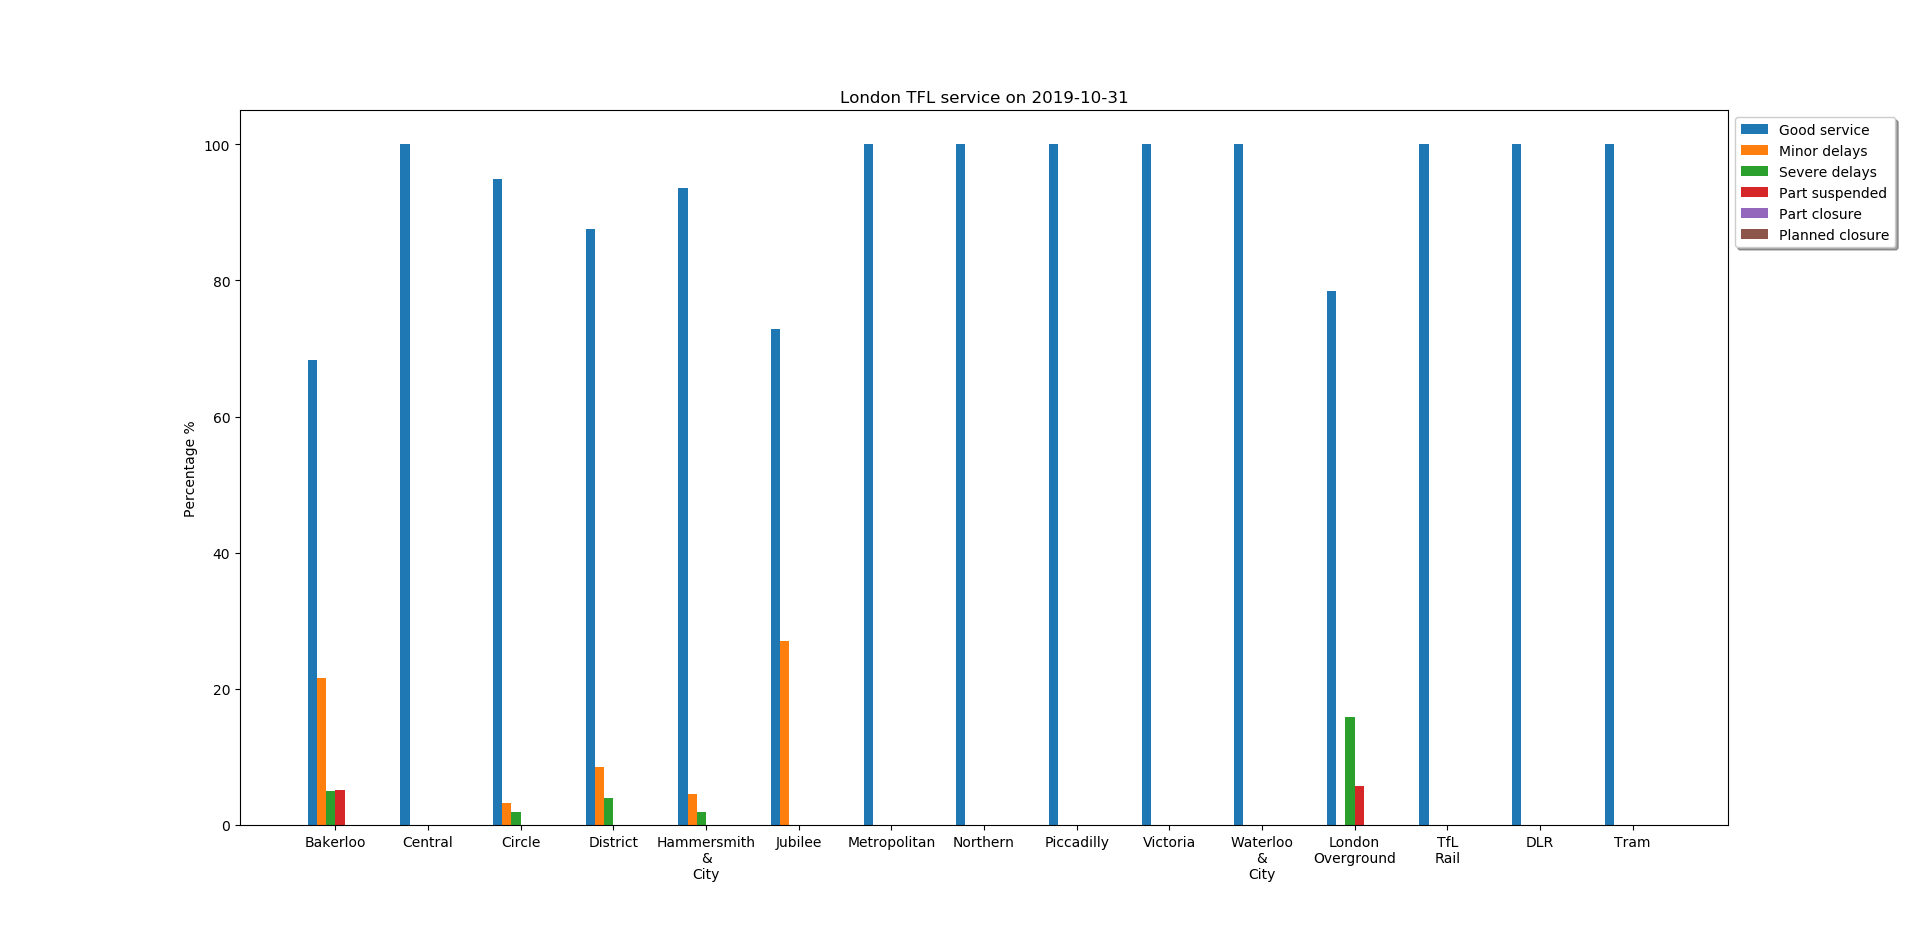 London TFL service on 2019-10-31
Good service
Minor delays
Severe delays
Part suspended
Part closure
Planned closure
Percentage %
100
80
60
40
20
0
Bakerloo
Central
Circle
District
Hammersmith
&
City
Jubilee
Metropolitan
Northern
Piccadilly
Victoria
Waterloo
&
City
London
Overground
TfL
Rail
DLR
Tram